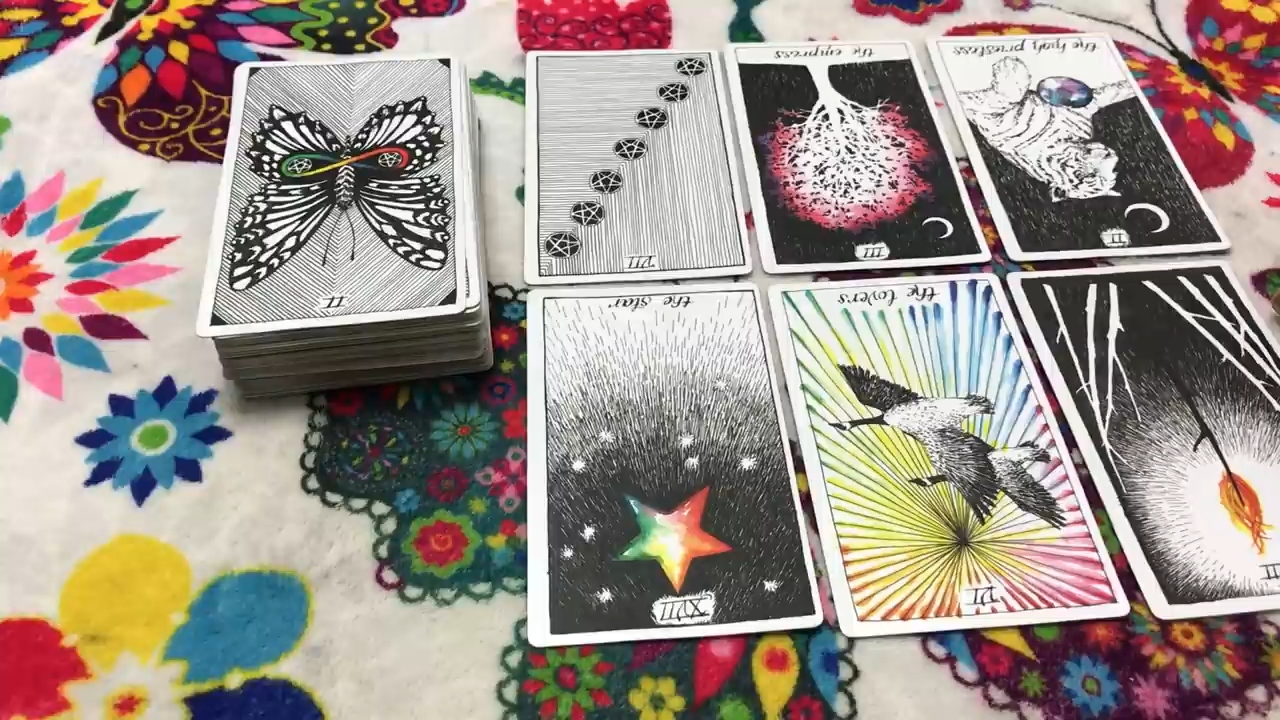 II
VII
the empress
III
the high priestess
II
the star
XVII
the lovers
VI